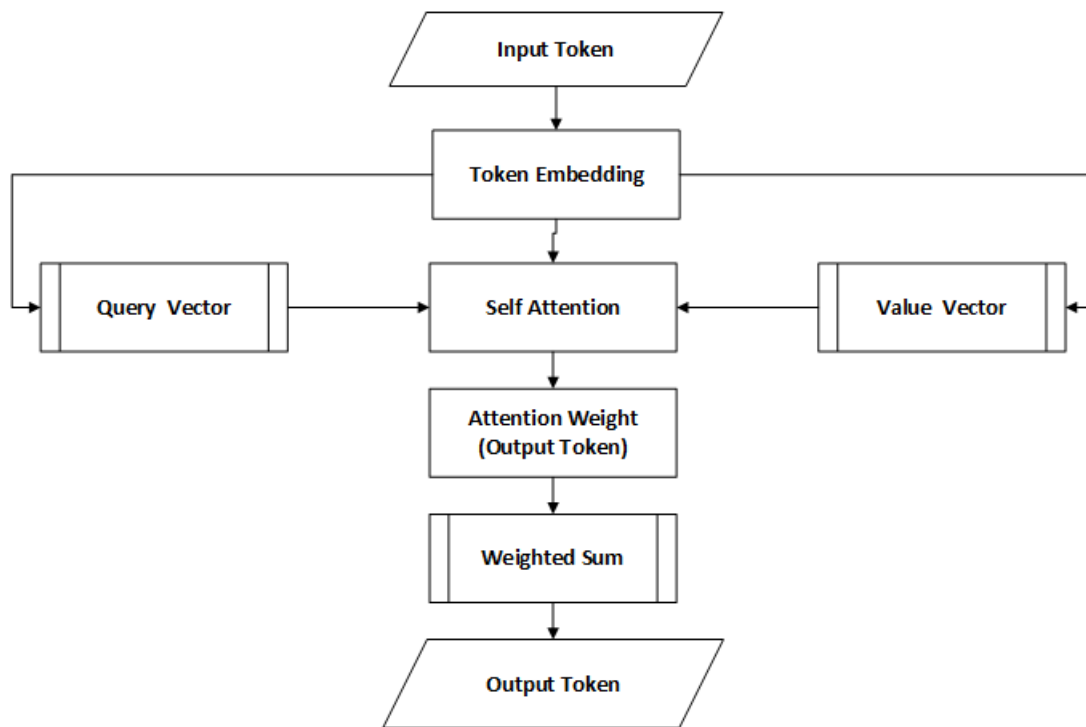 Input Token
Token Embedding
Query Vector
Self Attention
Value Vector
Attention Weight
(Output Token)
Weighted Sum
Output Token